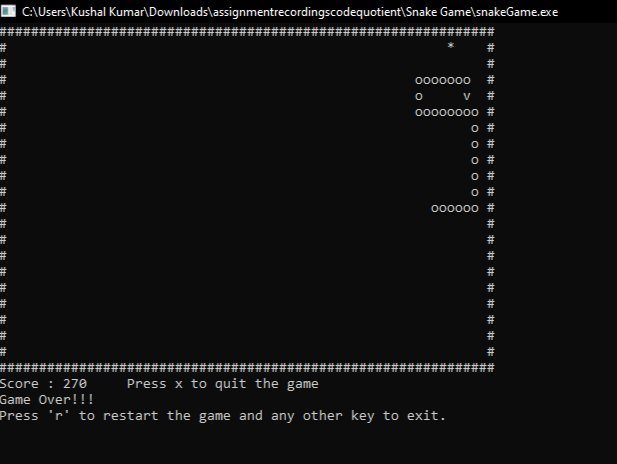 C:\Users\Kushal Kumar\Downloads\assignmentrecordingscodequotient\Snake Game\snakeGame.exe
##############################################################
#                                                       *    #
#                                                            #
#                                                   ooooooo  #
#                                                   o     v  #
#                                                   oooooooo #
#                                                          o #
#                                                          o #
#                                                          o #
#                                                          o #
#                                                          o #
#                                                     oooooo #
#                                                            #
#                                                            #
#                                                            #
#                                                            #
#                                                            #
#                                                            #
#                                                            #
#                                                            #
#                                                            #
##############################################################
Score : 270     Press x to quit the game
Game Over!!!
Press 'r' to restart the game and any other key to exit.